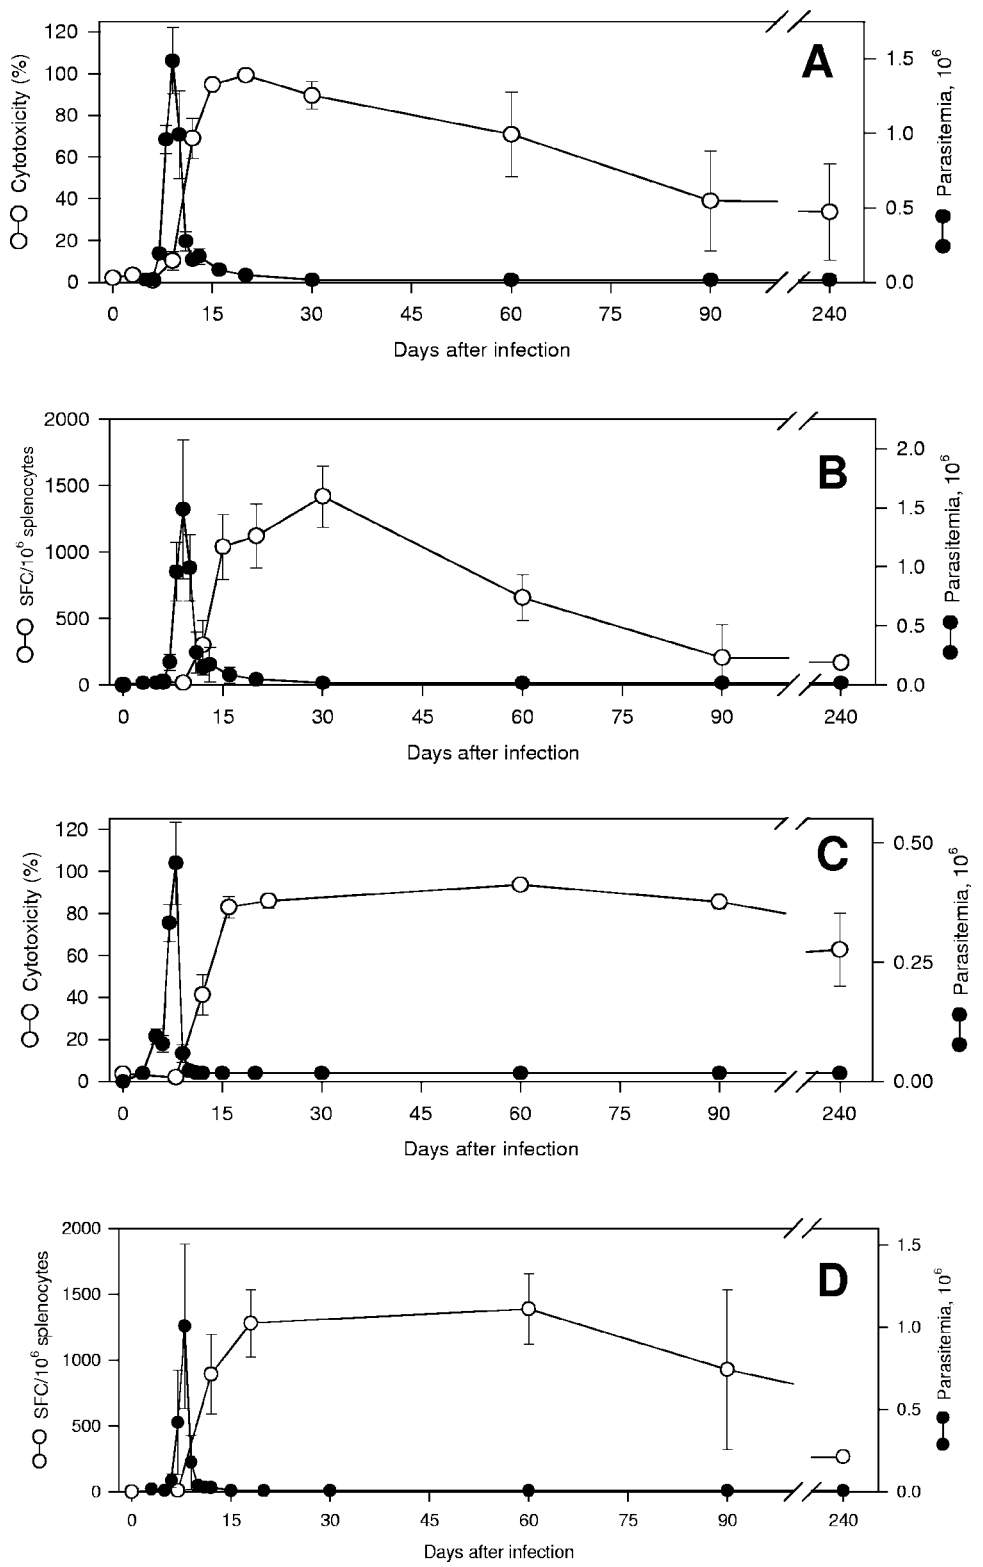 A
Cytotoxicity (%)
120
100
80
60
40
20
0
Parasitemia, 10⁶
1.5
1.0
0.5
0.0
0 15 30 45 60 75 90 240
Days after infection
B
SFC/10⁶ splenocytes
2000
1500
1000
500
0
Parasitemia, 10⁶
2.0
1.5
1.0
0.5
0.0
0 15 30 45 60 75 90 240
Days after infection
C
Cytotoxicity (%)
120
100
80
60
40
20
0
Parasitemia, 10⁶
0.50
0.25
0.00
0 15 30 45 60 75 90 240
Days after infection
D
SFC/10⁶ splenocytes
2000
1500
1000
500
0
Parasitemia, 10⁶
1.5
1.0
0.5
0.0
0 15 30 45 60 75 90 240
Days after infection